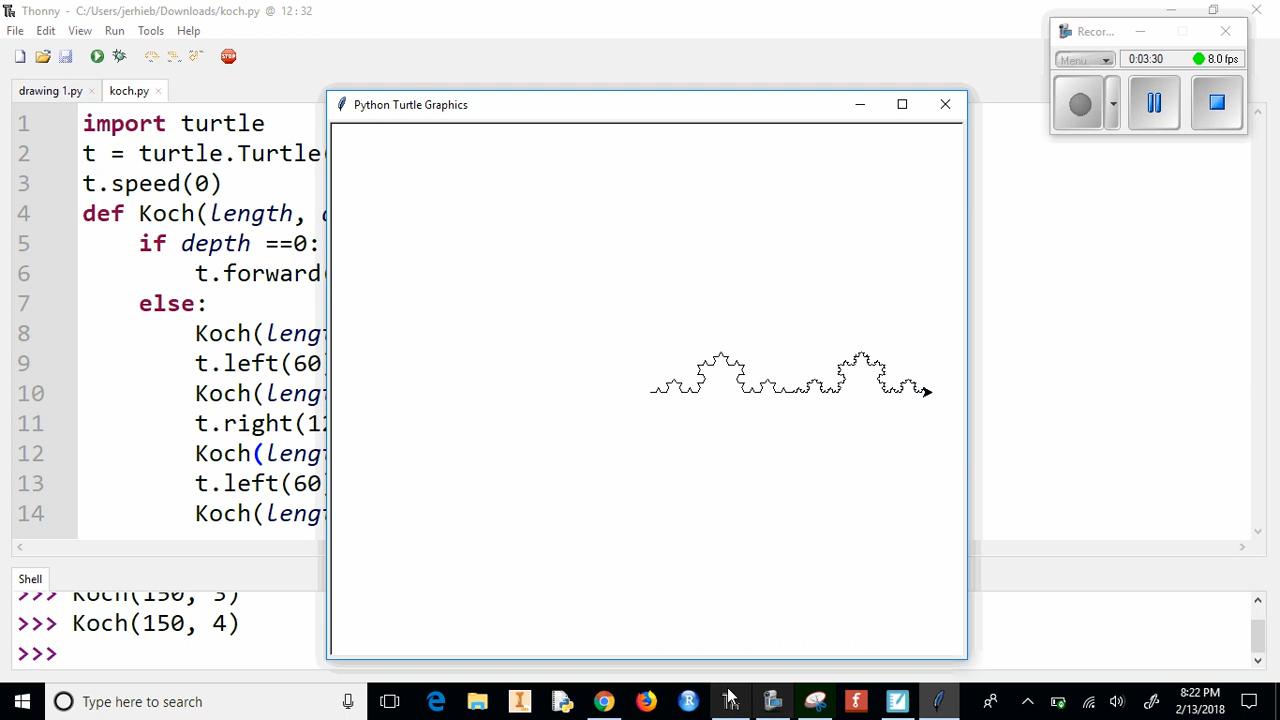 Thonny - C:/Users/jerhieb/Downloads/koch.py @ 12 : 32
File Edit View Run Tools Help
STOP
drawing 1.py × koch.py ×
Recor...
Menu 0:03:30 8.0 fps
Python Turtle Graphics
1 import turtle
2 t = turtle.Turtle(
3 t.speed(0)
4 def Koch(length,
5 if depth ==0:
6 t.forward
7 else:
8 Koch(leng
9 t.left(60
10 Koch(leng
11 t.right(12
12 Koch(leng
13 t.left(60
14 Koch(leng
Shell
>>> Koch(150, 3)
>>> Koch(150, 4)
>>>
Type here to search
8:22 PM
2/13/2018